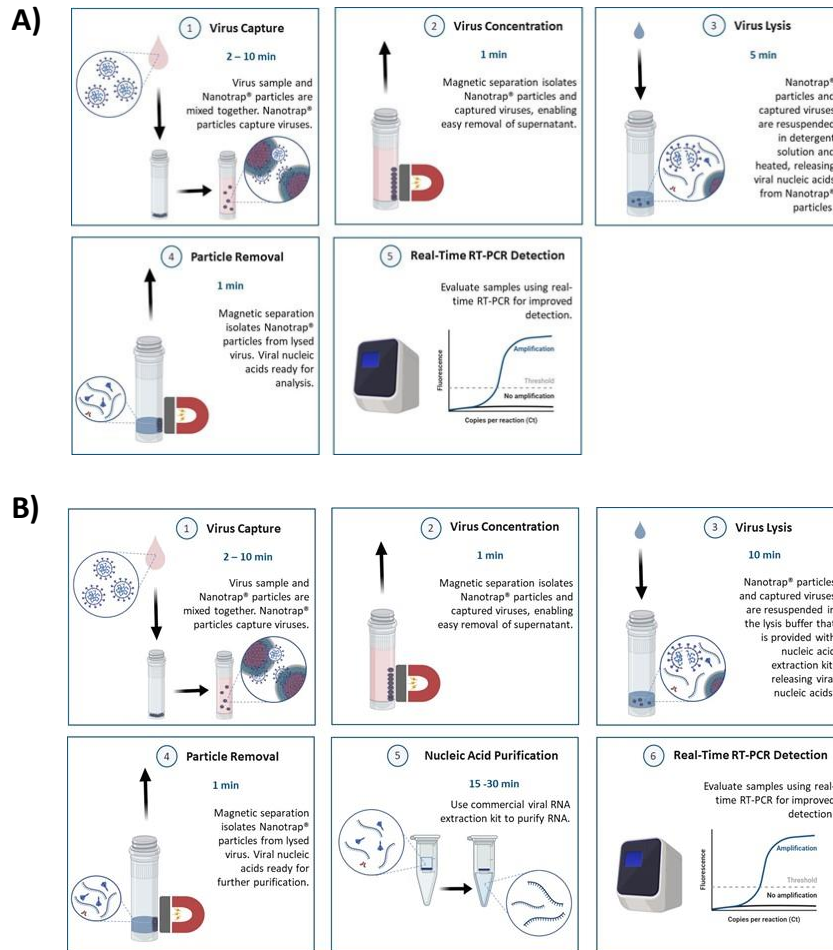 A)
1 Virus Capture
2 – 10 min
Virus sample and
Nanotrap® particles are
mixed together. Nanotrap®
particles capture viruses.
2 Virus Concentration
1 min
Magnetic separation isolates
Nanotrap® particles and
captured viruses, enabling
easy removal of supernatant.
3 Virus Lysis
5 min
Nanotrap®
particles and
captured viruses
are resuspended
in detergent
solution and
heated, releasing
viral nucleic acids
from Nanotrap®
particles
4 Particle Removal
1 min
Magnetic separation
isolates Nanotrap®
particles from lysed
virus. Viral nucleic
acids ready for
analysis.
5 Real-Time RT-PCR Detection
Evaluate samples using real-
time RT-PCR for improved
detection.
Fluorescence
Amplification
Threshold
No amplification
Copies per reaction (Ct)
B)
1 Virus Capture
2 – 10 min
Virus sample and
Nanotrap® particles are
mixed together. Nanotrap®
particles capture viruses.
2 Virus Concentration
1 min
Magnetic separation isolates
Nanotrap® particles and
captured viruses, enabling
easy removal of supernatant.
3 Virus Lysis
10 min
Nanotrap® particles
and captured viruses
are resuspended in
the lysis buffer that
is provided with
nucleic acid
extraction kit
releasing viral
nucleic acids
4 Particle Removal
1 min
Magnetic separation
isolates Nanotrap®
particles from lysed
virus. Viral nucleic
acids ready for
further purification.
5 Nucleic Acid Purification
15 -30 min
Use commercial viral RNA
extraction kit to purify RNA.
6 Real-Time RT-PCR Detection
Evaluate samples using real-
time RT-PCR for improved
detection
Fluorescence
Amplification
Threshold
No amplification
Copies per reaction (Ct)